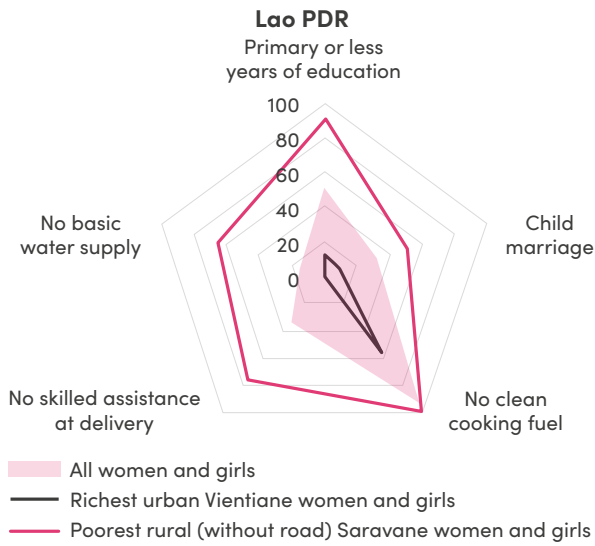 Lao PDR
Primary or less
years of education
100
80
60
40
20
0
No basic
water supply
Child
marriage
No skilled assistance
at delivery
No clean
cooking fuel
All women and girls
Richest urban Vientiane women and girls
Poorest rural (without road) Saravane women and girls